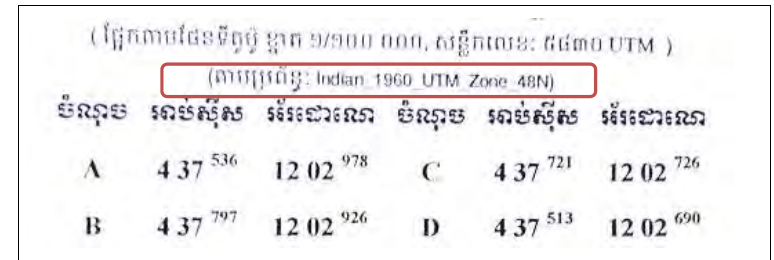 ( ផ្អែកតាមផែនទីតូប៉ូ ខ្នាត ១/១០០ ០០០, សន្លឹកលេខ: ៥៨៣០ UTM )
(តាមប្រព័ន្ធ: Indian_1960_UTM_Zone_48N)
ចំណុច អាប់ស៊ីស អរ័រដោណេ ចំណុច អាប់ស៊ីស អរ័រដោណេ
A 4 37 536 12 02 978 C 4 37 721 12 02 726
B 4 37 797 12 02 926 D 4 37 513 12 02 690